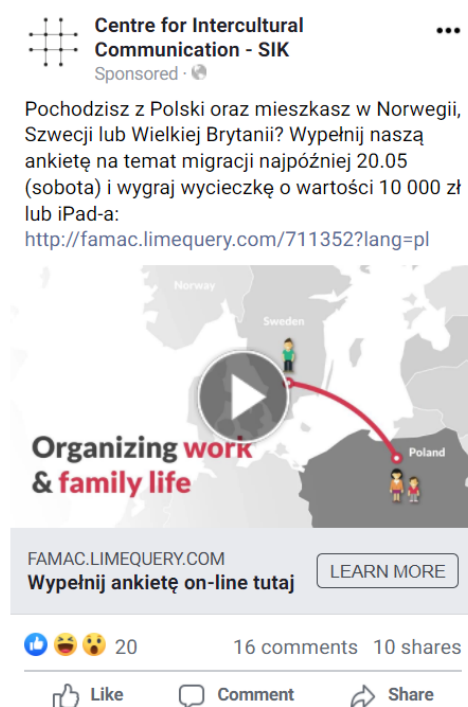 Centre for Intercultural
Communication - SIK
Sponsored ·
Pochodzisz z Polski oraz mieszkasz w Norwegii,
Szwecji lub Wielkiej Brytanii? Wypełnij naszą
ankietę na temat migracji najpóźniej 20.05
(sobota) i wygraj wycieczkę o wartości 10 000 zł
lub iPad-a:
http://famac.limequery.com/711352?lang=pl
Norway
Sweden
Poland
Organizing work
& family life
FAMAC.LIMEQUERY.COM
Wypełnij ankietę on-line tutaj
LEARN MORE
20 16 comments 10 shares
Like Comment Share